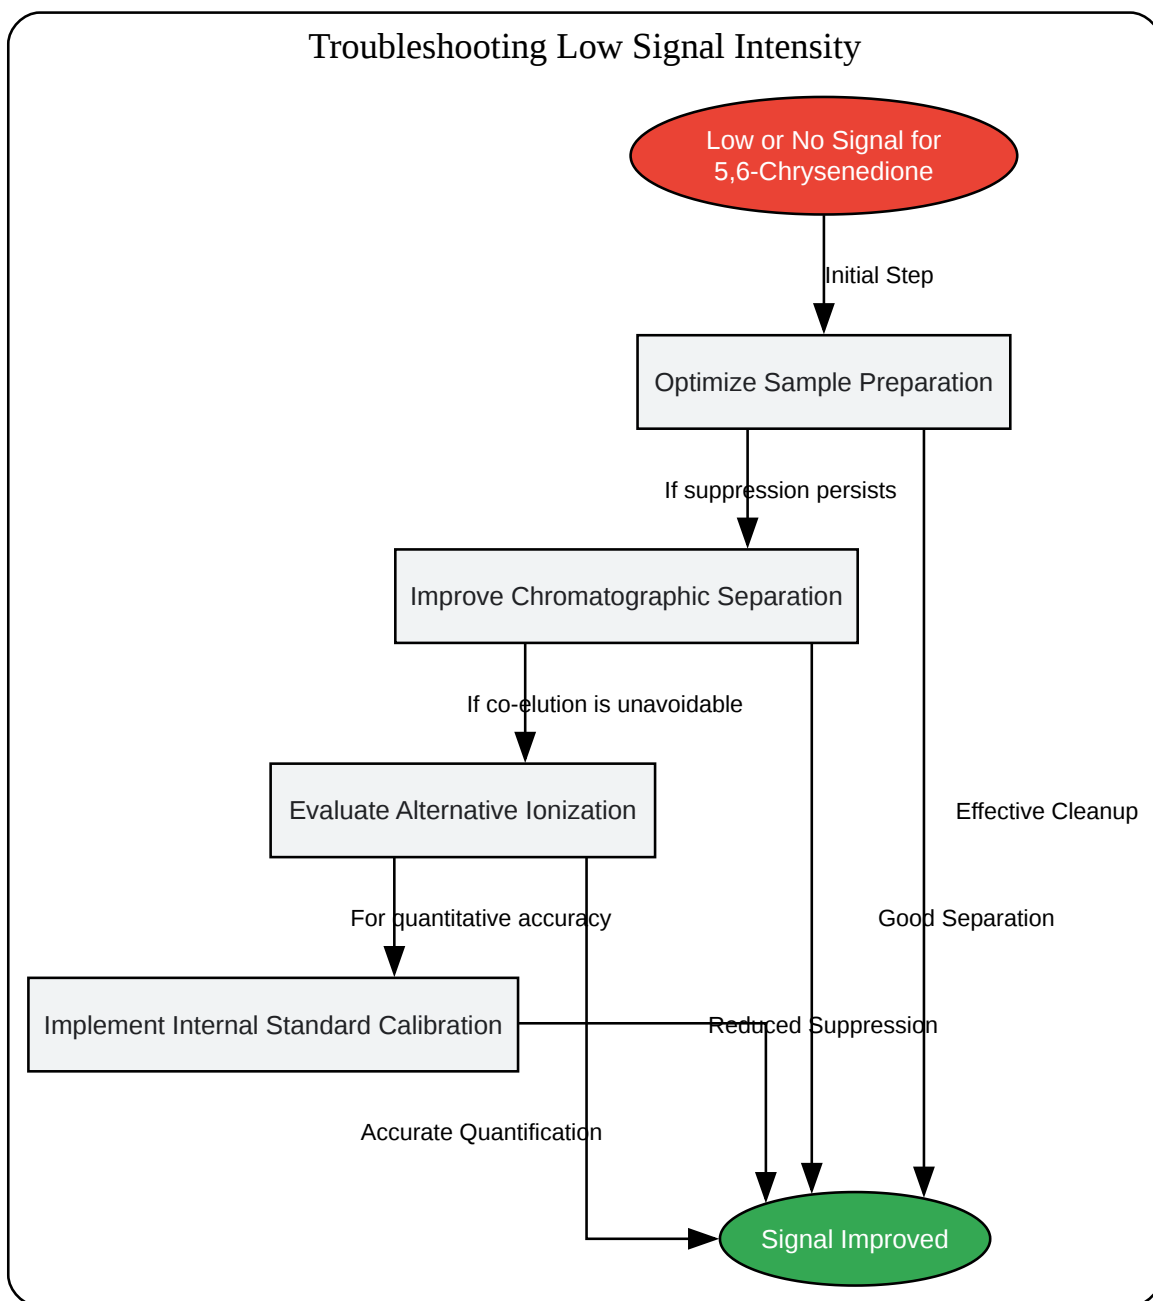 Troubleshooting Low Signal Intensity
Low or No Signal for
5,6-Chrysenedione
Initial Step
Optimize Sample Preparation
If suppression persists
Improve Chromatographic Separation
If co-elution is unavoidable
Evaluate Alternative Ionization
Effective Cleanup
For quantitative accuracy
Good Separation
Implement Internal Standard Calibration
Reduced Suppression
Accurate Quantification
Signal Improved